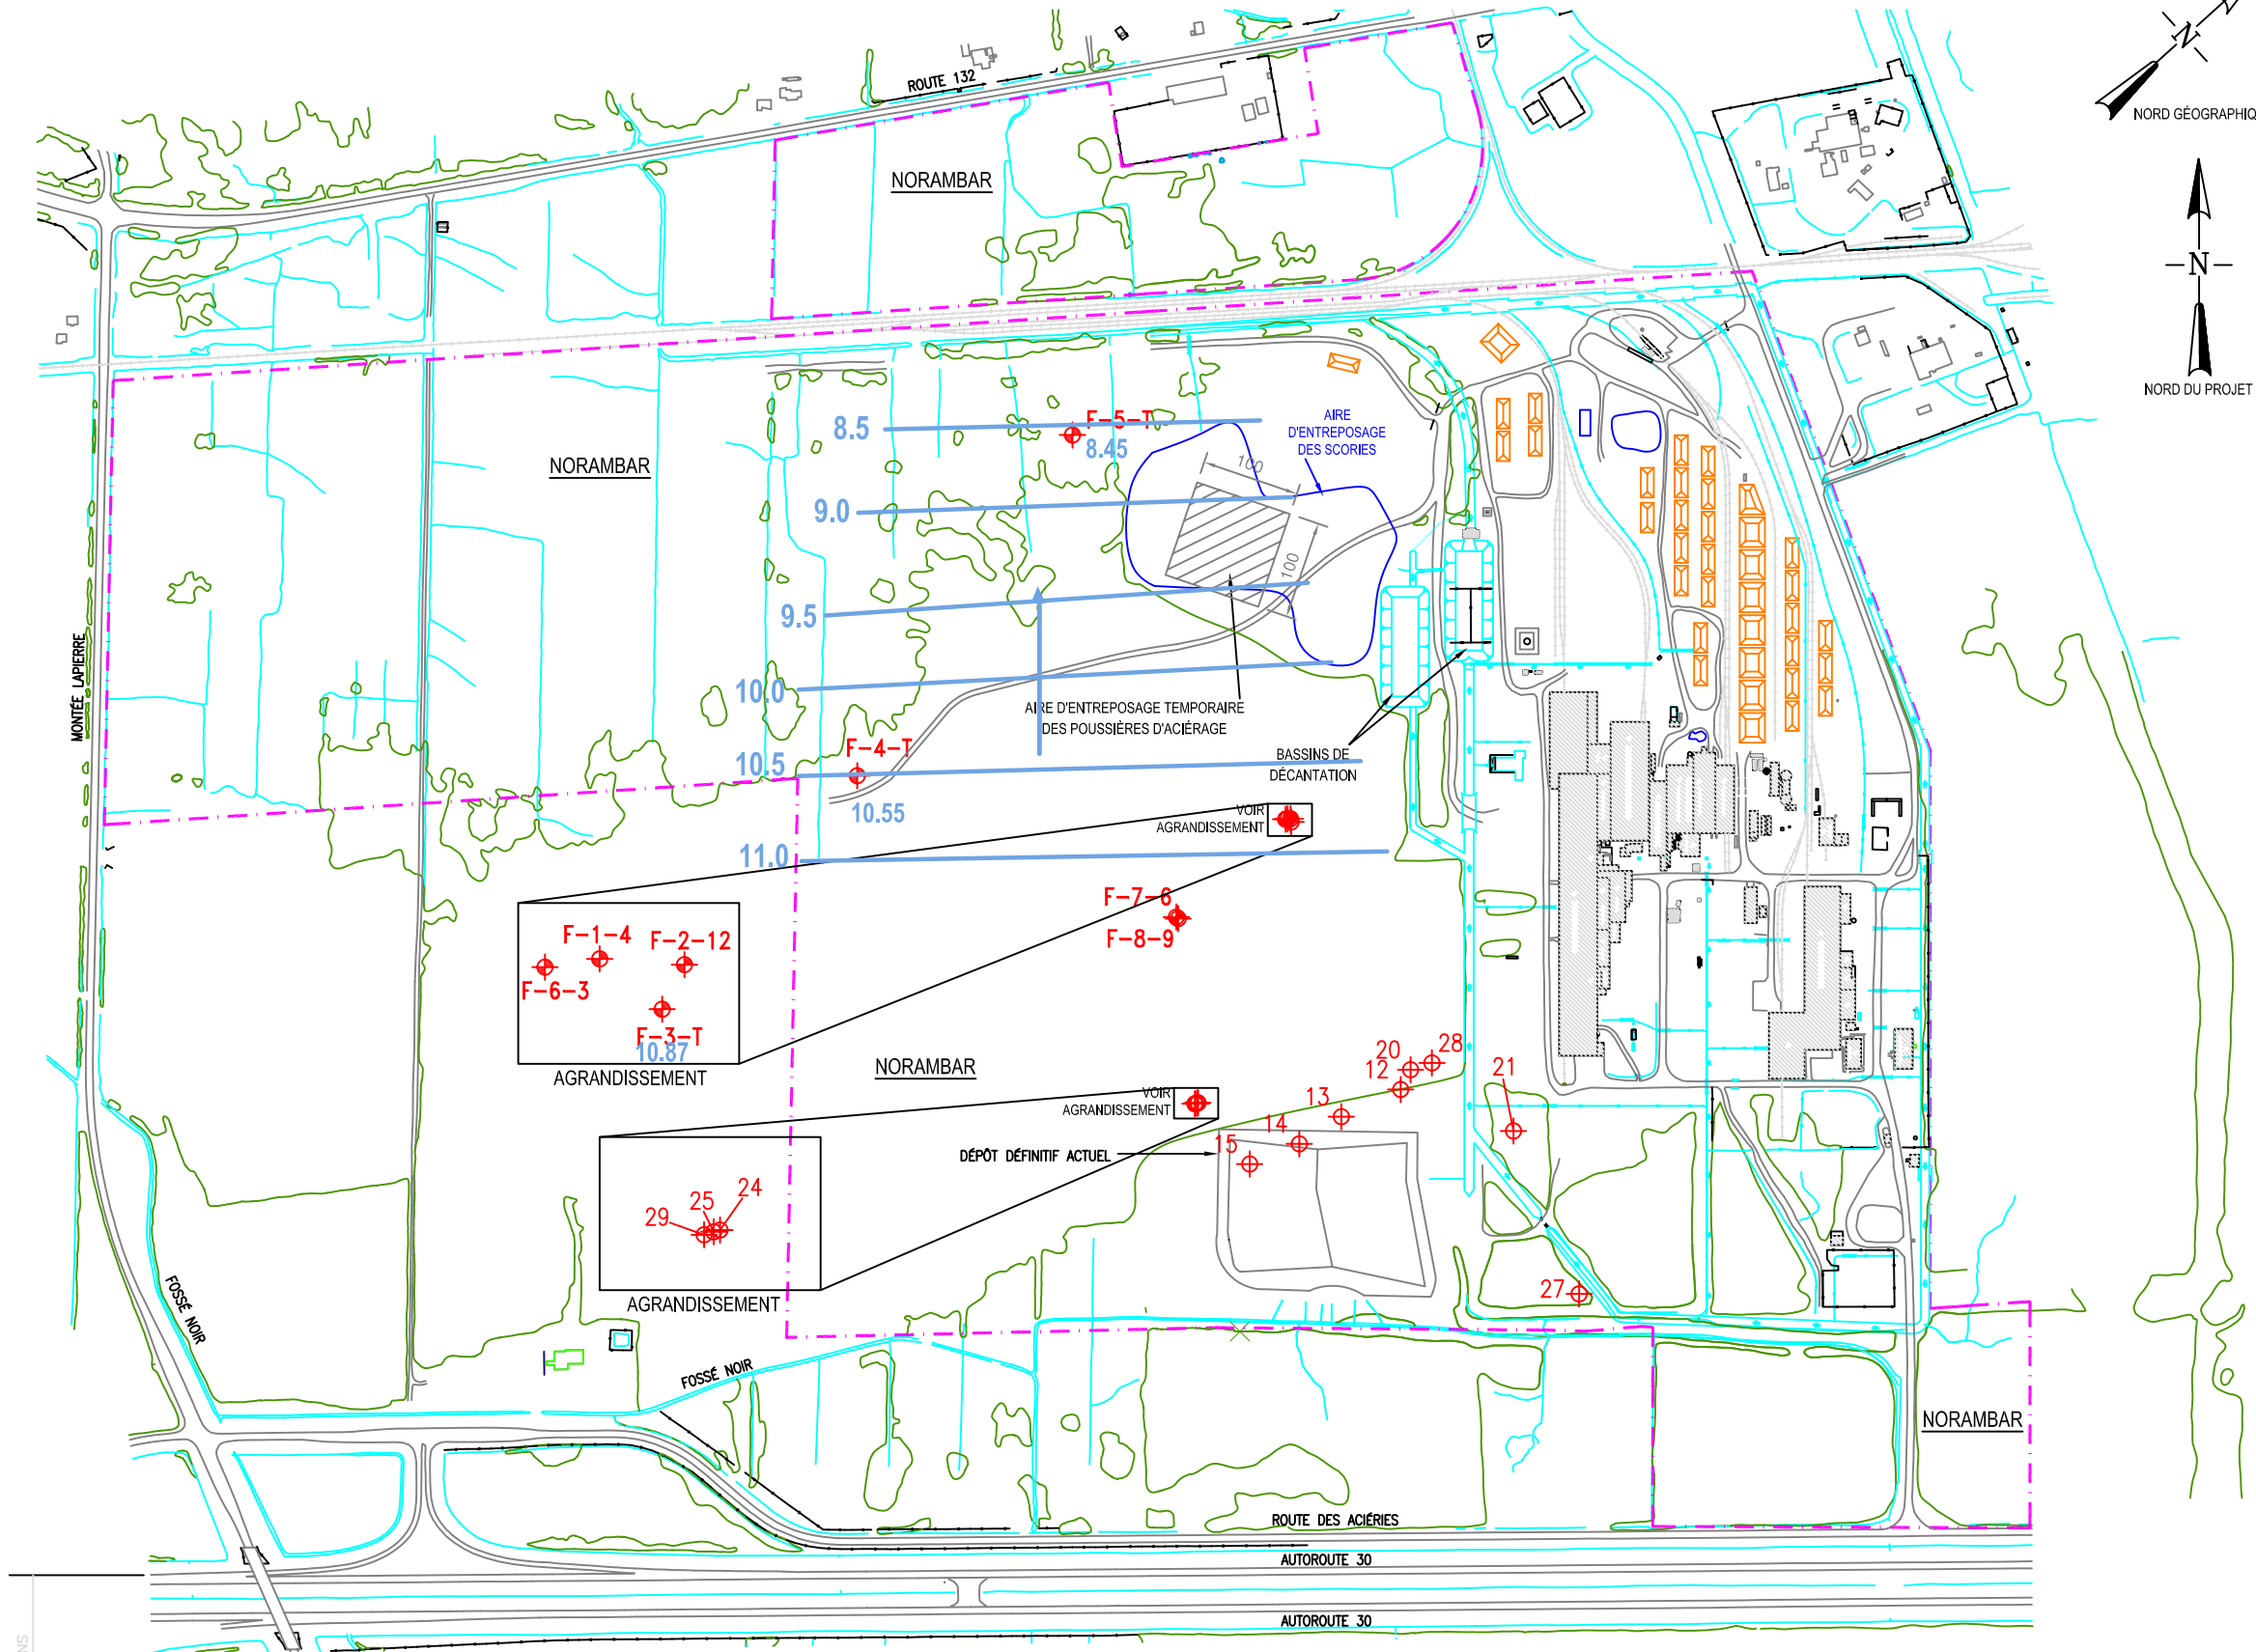 ROUTE 132
N
NORD GÉOGRAPHIQ
NORAMBAR
N
NORD DU PROJET
8.5
F-5-T
8.45
AIRE
D'ENTREPOSAGE
DES SCORIES
NORAMBAR
100
9.0
100
9.5
MONTÉE LAPIERRE
10.0
AIRE D'ENTREPOSAGE TEMPORAIRE
DES POUSSIÈRES D'ACIÉRAGE
F-4-T
10.5
BASSINS DE
DÉCANTATION
10.55
VOIR
AGRANDISSEMENT
11.0
F-7-6
F-8-9
F-1-4
F-2-12
F-6-3
F-3-T
10.87
AGRANDISSEMENT
NORAMBAR
20
28
12
21
13
VOIR
AGRANDISSEMENT
14
15
DÉPÔT DÉFINITIF ACTUEL
24
25
29
27
AGRANDISSEMENT
FOSSÉ NOIR
FOSSÉ NOIR
NORAMBAR
ROUTE DES ACIÉRIES
AUTOROUTE 30
AUTOROUTE 30
NS